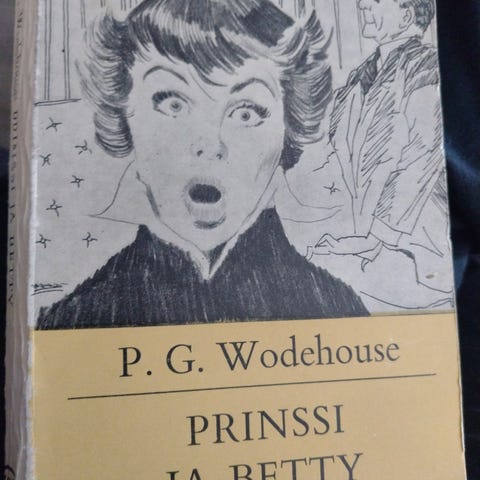 P. G. Wodehouse
PRINSSI
JA BETTY